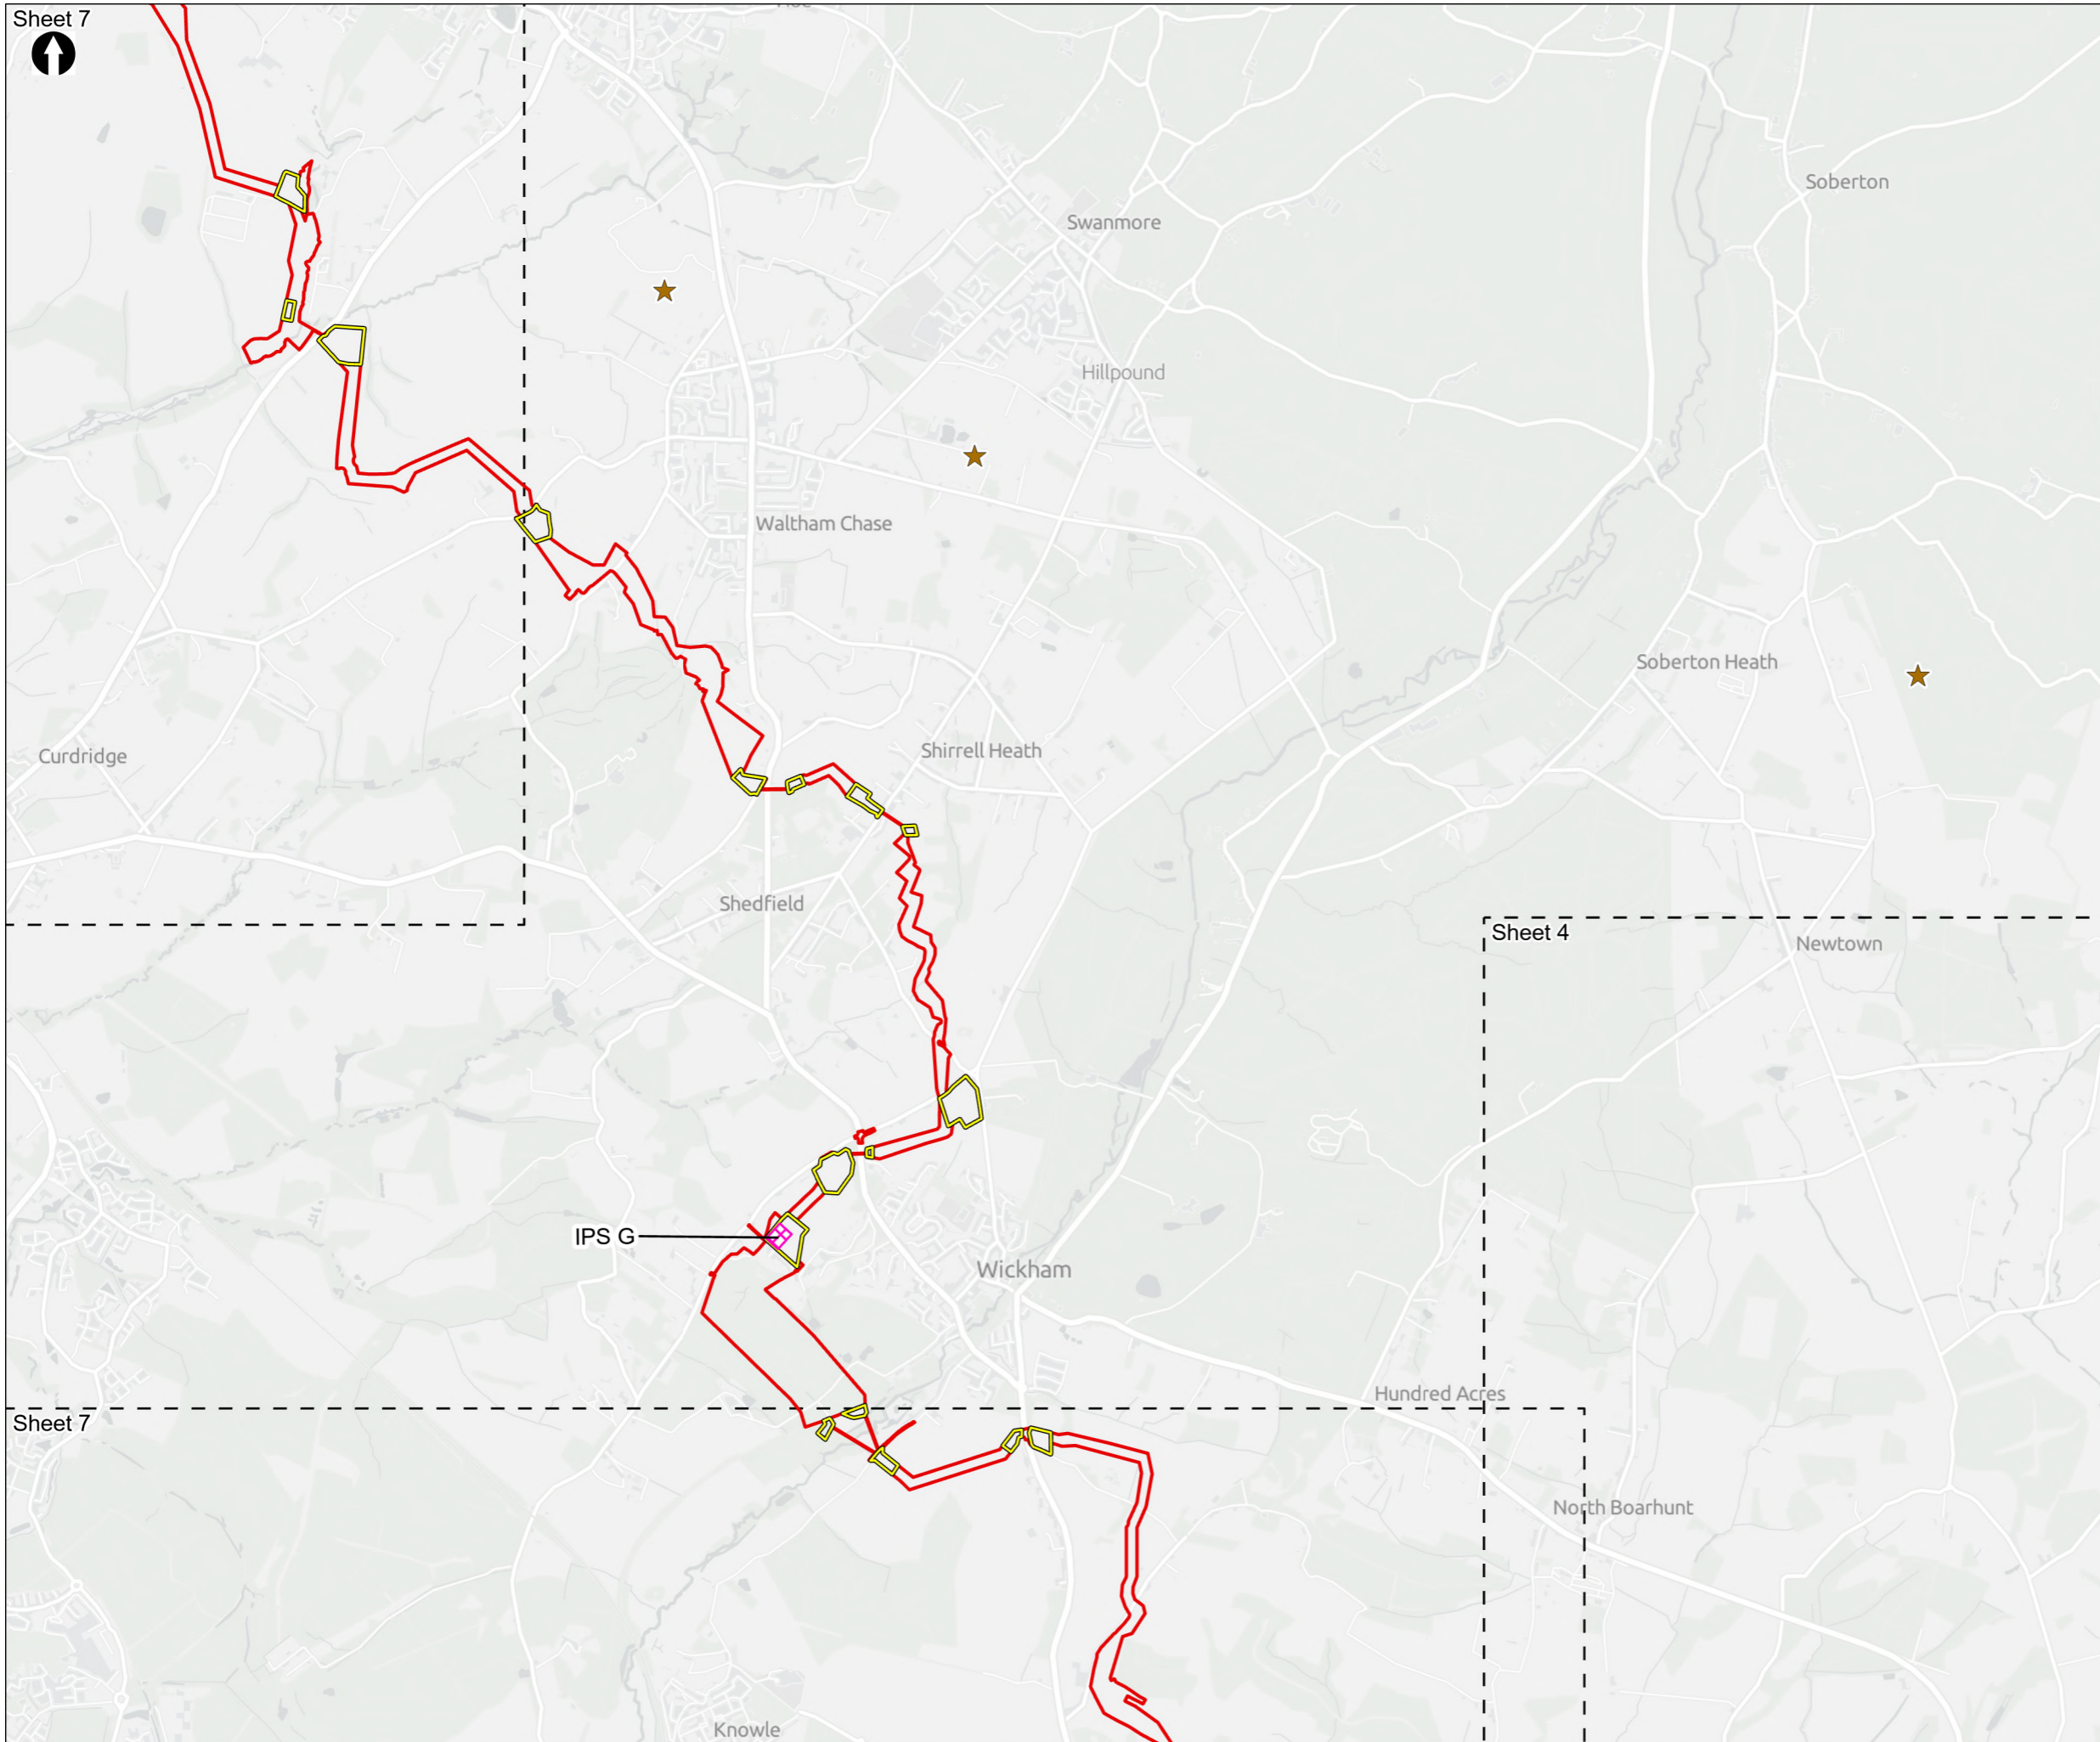 Sheet 7
Soberton
Swanmore
Hillpound
Waltham Chase
Soberton Heath
Shirrell Heath
Curdridge
Shedfield
Sheet 4
Newtown
IPS G
Wickham
Hundred Acres
Sheet 7
North Boarhunt
Knowle